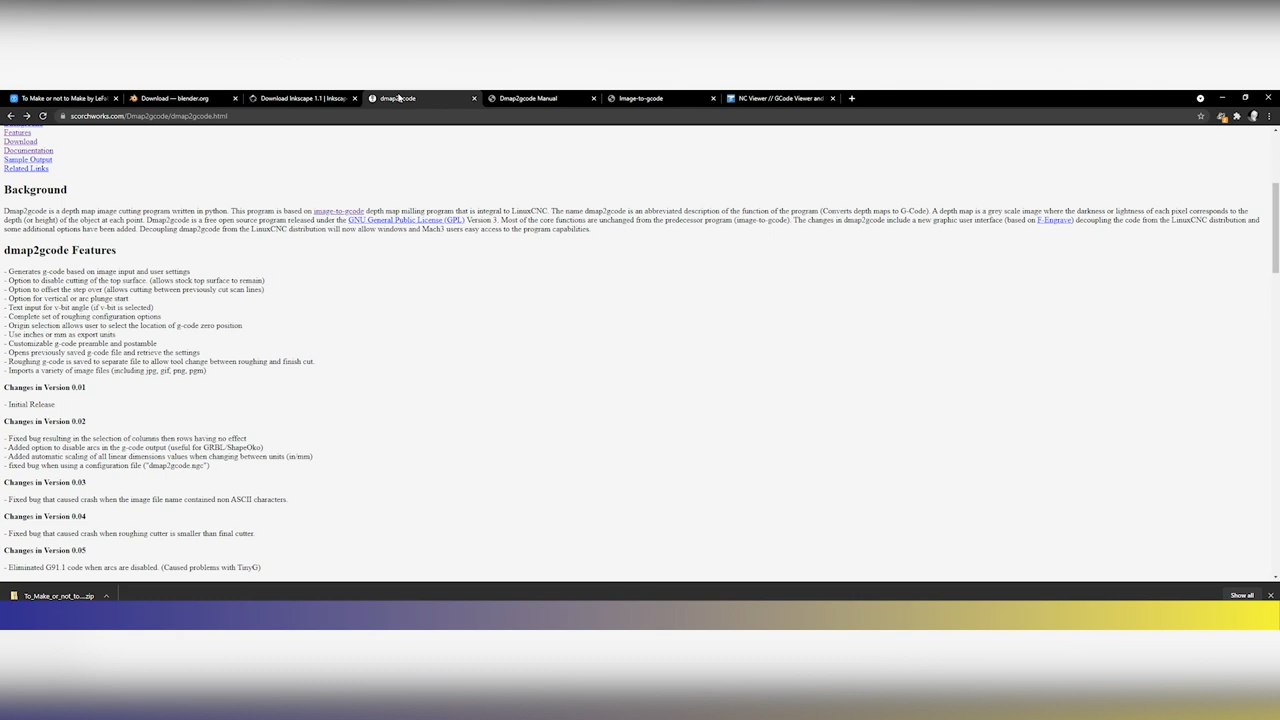 To Make or not to Make by LeFa
Download — blender.org
Download Inkscape 1.1 | Inkscape
dmap2gcode
Dmap2gcode Manual
Image-to-gcode
NC Viewer // GCode Viewer and
scorchworks.com/Dmap2gcode/dmap2gcode.html
Features
Download
Documentation
Sample Output
Related Links
Background
Dmap2gcode is a depth map image cutting program written in python. This program is based on image-to-gcode depth map milling program that is integral to LinuxCNC. The name dmap2gcode is an abbreviated description of the function of the program (Converts depth maps to G-Code). A depth map is a grey scale image where the darkness or lightness of each pixel corresponds to the
depth (or height) of the object at each point. Dmap2gcode is a free open source program released under the GNU General Public License (GPL) Version 3. Most of the core functions are unchanged from the predecessor program (image-to-gcode). The changes in dmap2gcode include a new graphic user interface (based on F-Engrave) decoupling the code from the LinuxCNC distribution and
some additional options have been added. Decoupling dmap2gcode from the LinuxCNC distribution will now allow windows and Mach3 users easy access to the program capabilities.
dmap2gcode Features
- Generates g-code based on image input and user settings
- Option to disable cutting of the top surface. (allows stock top surface to remain)
- Option to offset the step over (allows cutting between previously cut scan lines)
- Option for vertical or arc plunge start
- Text input for v-bit angle (if v-bit is selected)
- Complete set of roughing configuration options
- Origin selection allows user to select the location of g-code zero position
- Use inches or mm as export units
- Customizable g-code preamble and postamble
- Opens previously saved g-code file and retrieve the settings
- Roughing g-code is saved to separate file to allow tool change between roughing and finish cut.
- Imports a variety of image files (including jpg, gif, png, pgm)
Changes in Version 0.01
- Initial Release
Changes in Version 0.02
- Fixed bug resulting in the selection of columns then rows having no effect
- Added option to disable arcs in the g-code output (useful for GRBL/ShapeOko)
- Added automatic scaling of all linear dimensions values when changing between units (in/mm)
- fixed bug when using a configuration file ("dmap2gcode.ngc")
Changes in Version 0.03
- Fixed bug that caused crash when the image file name contained non ASCII characters.
Changes in Version 0.04
- Fixed bug that caused crash when roughing cutter is smaller than final cutter.
Changes in Version 0.05
- Eliminated G91.1 code when arcs are disabled. (Caused problems with TinyG)
To_Make_or_not_to....zip
Show all